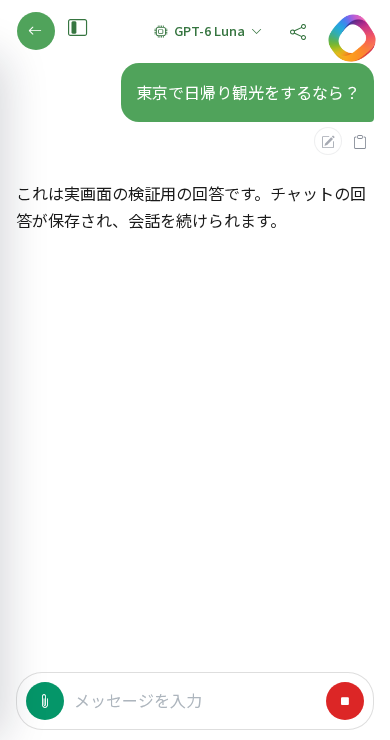 GPT-6 Luna
東京で日帰り観光をするなら？
これは実画面の検証用の回答です。チャットの回
答が保存され、会話を続けられます。
メッセージを入力